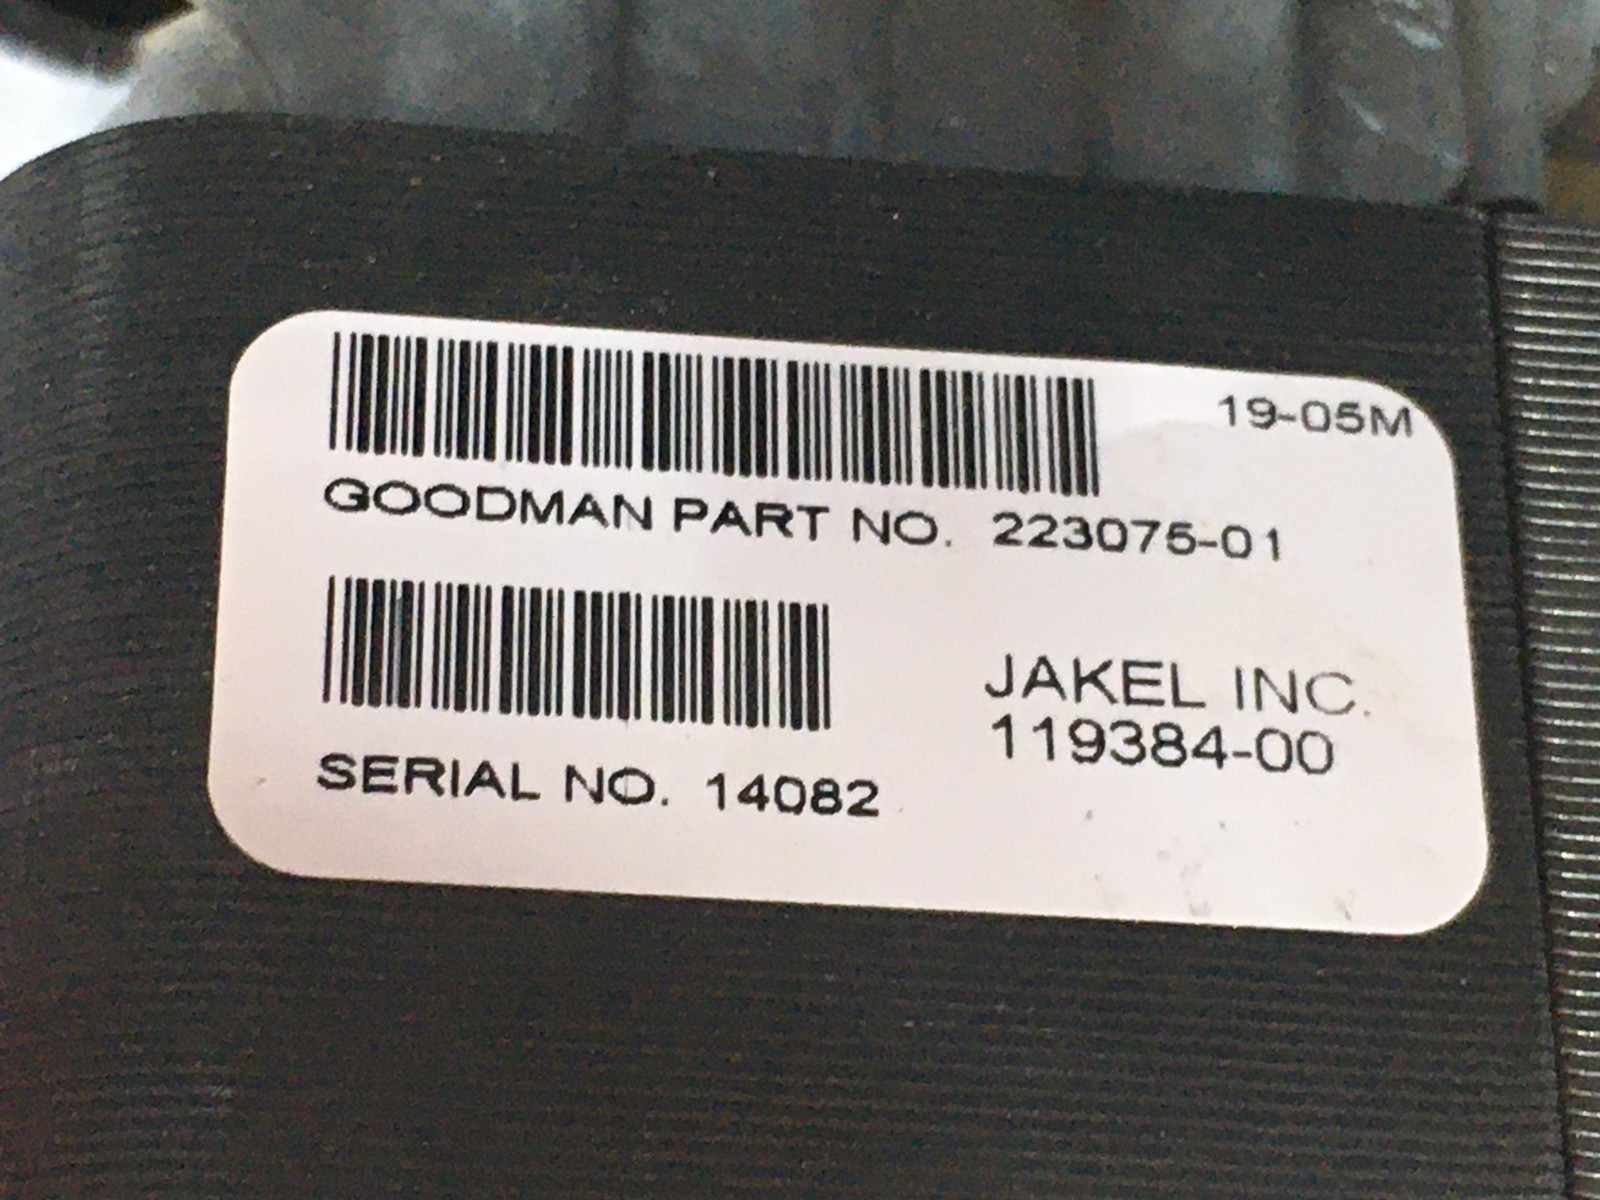 19-05M
GOODMAN PART NO. 223075-01
JAKEL INC.
119384-00
SERIAL NO. 14082